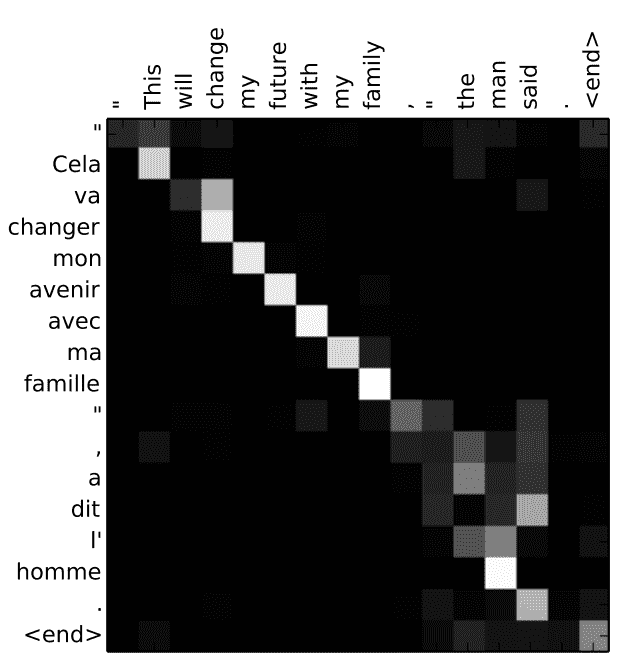 " This will change my future with my family , " the man said . <end>
"
Cela
va
changer
mon
avenir
avec
ma
famille
"
,
a
dit
l'
homme
.
<end>